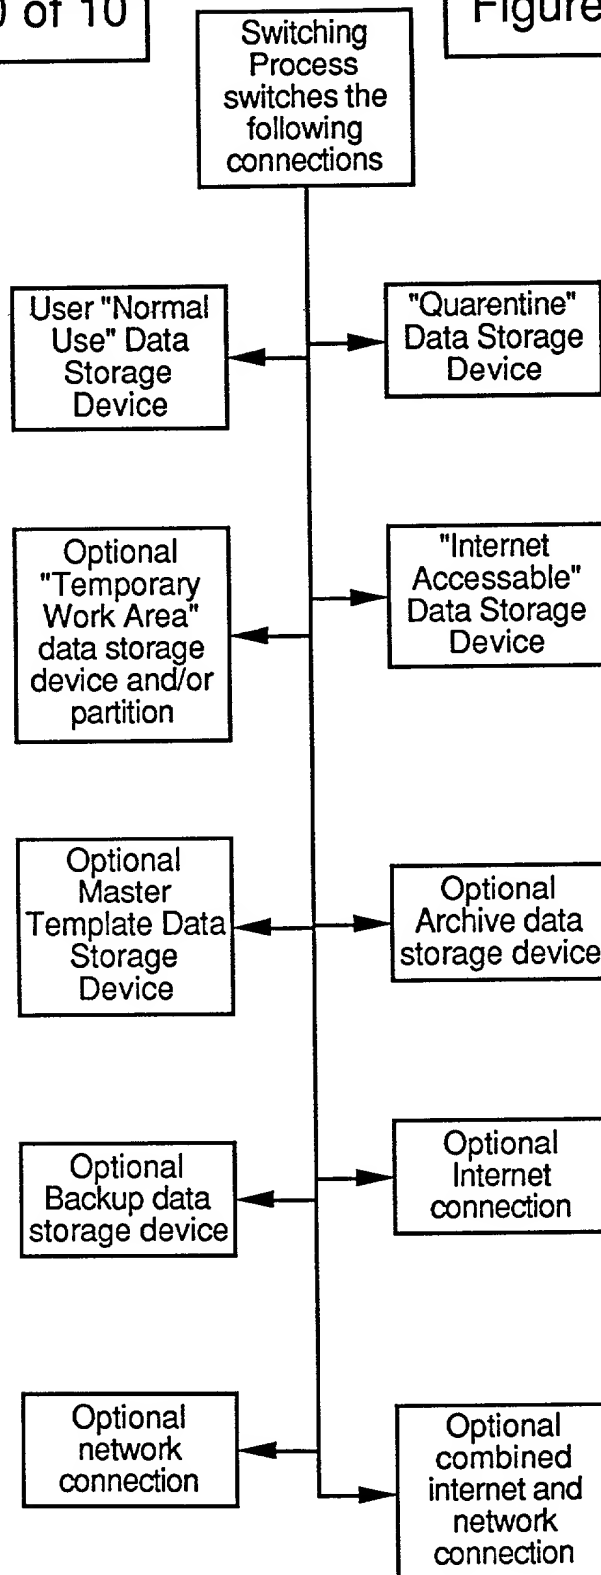 0 of 10
Figure
Switching
Process
switches the
following
connections
User "Normal
Use" Data
Storage
Device
"Quarentine"
Data Storage
Device
Optional
"Temporary
Work Area"
data storage
device and/or
partition
"Internet
Accessable"
Data Storage
Device
Optional
Master
Template Data
Storage
Device
Optional
Archive data
storage device
Optional
Backup data
storage device
Optional
Internet
connection
Optional
network
connection
Optional
combined
internet and
network
connection